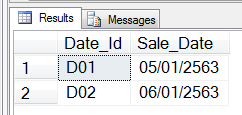 Results Messages
Date_Id Sale_Date
1 D01 05/01/2563
2 D02 06/01/2563